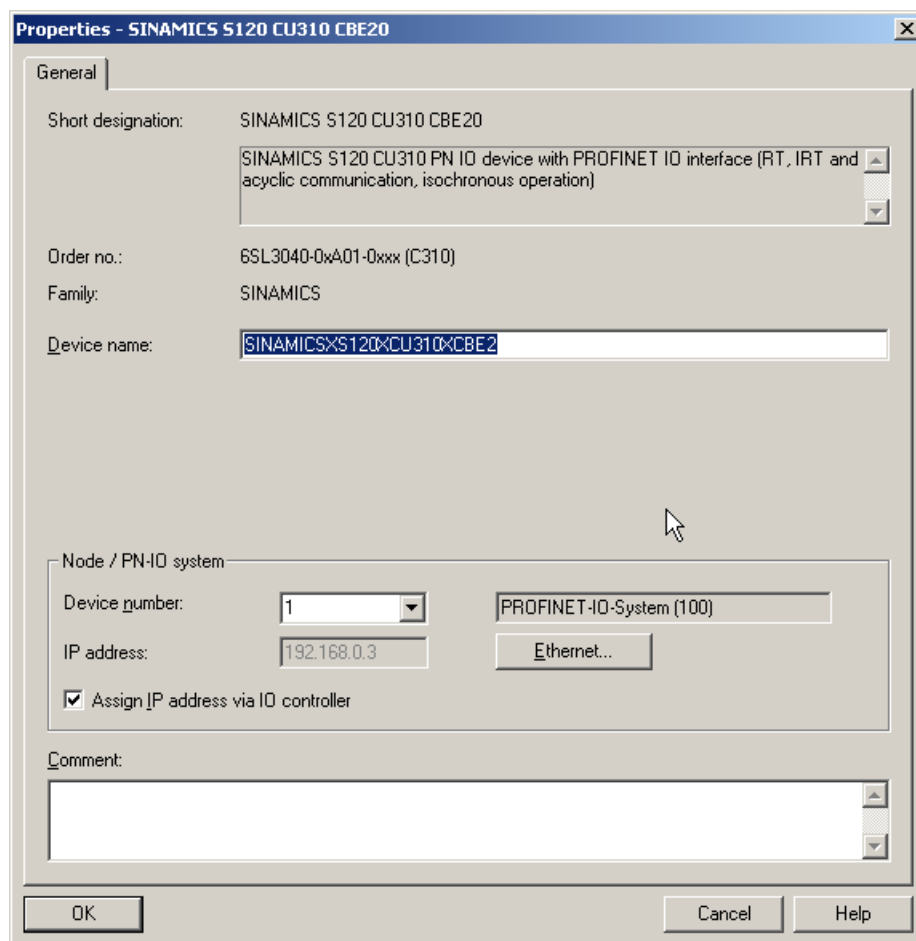 Properties - SINAMICS S120 CU310 CBE20
General
Short designation: SINAMICS S120 CU310 CBE20
SINAMICS S120 CU310 PN IO device with PROFINET IO interface (RT, IRT and
acyclic communication, isochronous operation)
Order no.: 6SL3040-0xA01-0xxx (C310)
Family: SINAMICS
Device name: SINAMICSXS120XCU310XCBE2
Node / PN-IO system
Device number: 1 PROFINET-IO-System (100)
IP address: 192.168.0.3 Ethernet...
Assign IP address via IO controller
Comment:
OK Cancel Help